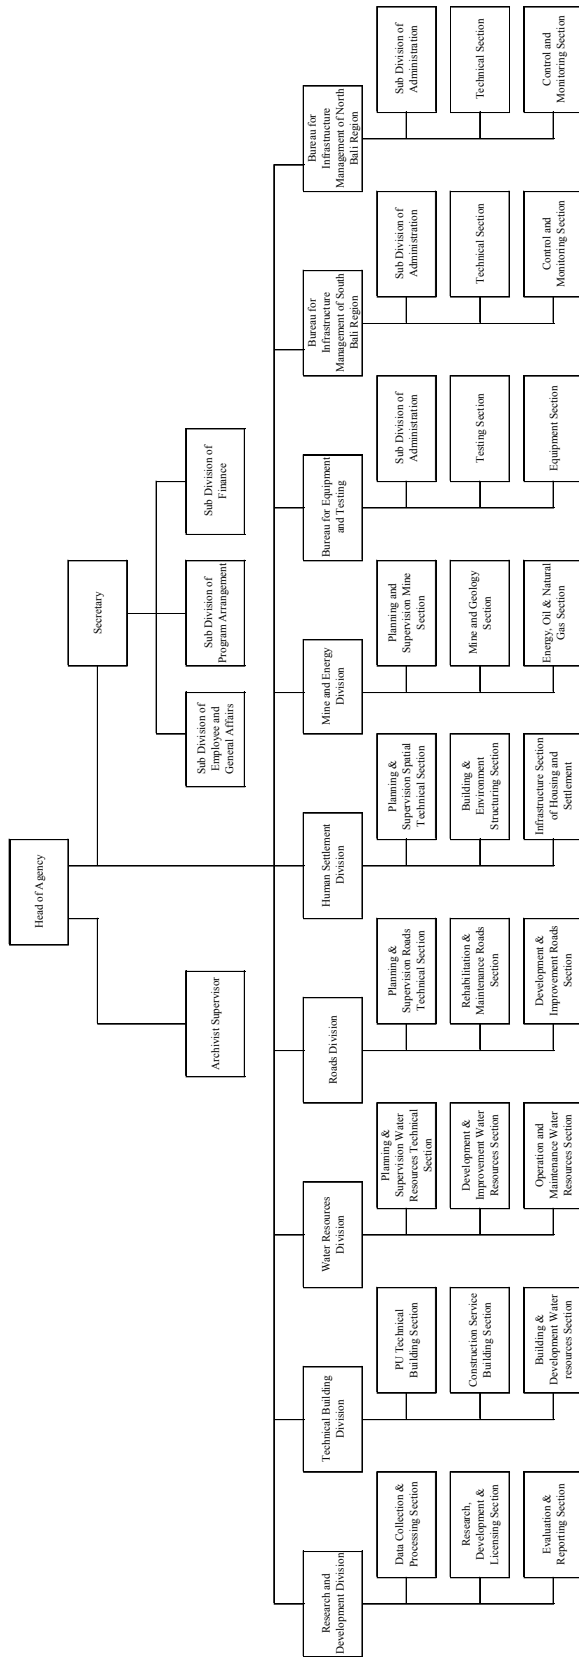 Head of Agency
Secretary
Archivist Supervisor
Sub Division of
Employee and
General Affairs
Sub Division of
Program Arrangement
Sub Division of
Finance
Research and
Development Division
Technical Building
Division
Water Resources
Division
Roads Division
Human Settlement
Division
Mine and Energy
Division
Bureau for Equipment
and Testing
Bureau for
Infrastructure
Management of South
Bali Region
Bureau for
Infrastructure
Management of North
Bali Region
Data Collection &
Processing Section
PU Technical
Building Section
Planning &
Supervision Water
Resources Technical
Section
Planning &
Supervision Roads
Technical Section
Planning &
Supervision Spatial
Technical Section
Planning and
Supervision Mine
Section
Sub Division of
Administration
Sub Division of
Administration
Sub Division of
Administration
Research,
Development &
Licensing Section
Construction Service
Building Section
Development &
Improvement Water
Resources Section
Rehabilitation &
Maintenance Roads
Section
Building &
Environment
Structuring Section
Mine and Geology
Section
Testing Section
Technical Section
Technical Section
Evaluation &
Reporting Section
Building &
Development Water
resources Section
Operation and
Maintenance Water
Resources Section
Development &
Improvement Roads
Section
Infrastructure Section
of Housing and
Settlement
Energy, Oil & Natural
Gas Section
Equipment Section
Control and
Monitoring Section
Control and
Monitoring Section